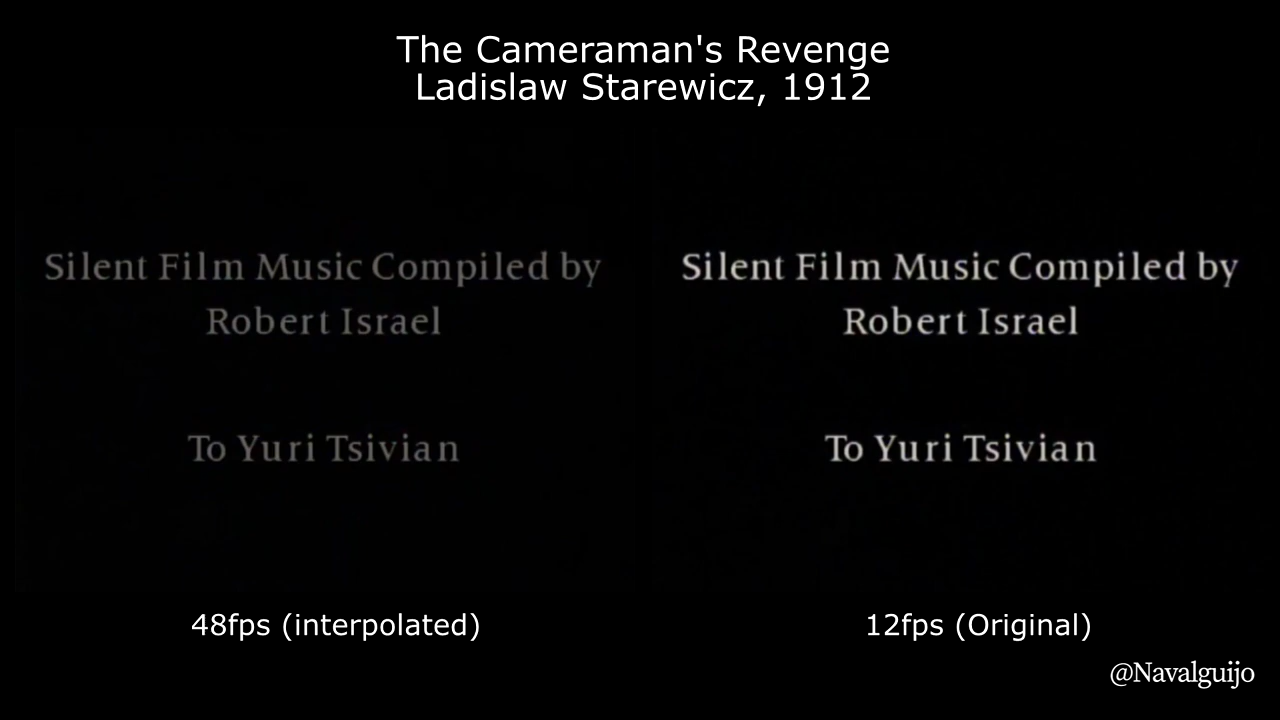 The Cameraman's Revenge
Ladislaw Starewicz, 1912
Silent Film Music Compiled by
Robert Israel
To Yuri Tsivian
Silent Film Music Compiled by
Robert Israel
To Yuri Tsivian
48fps (interpolated)
12fps (Original)
@Navalguijo